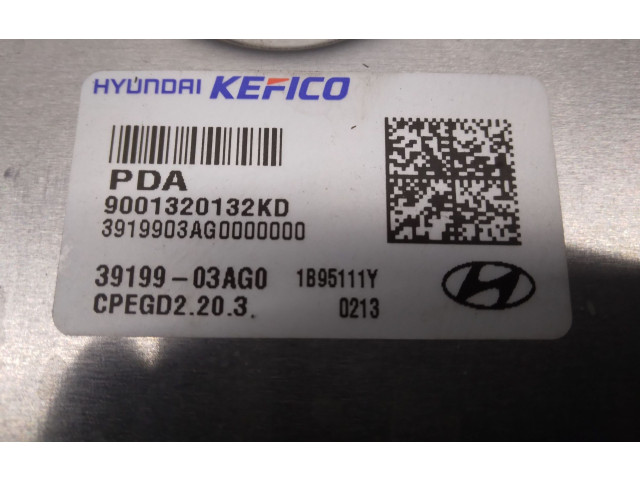 HYUNDAI KEFICO
PDA
9001320132KD
3919903AG0000000
39199-03AG0 1B95111Y
CPEGD2.20.3. 0213